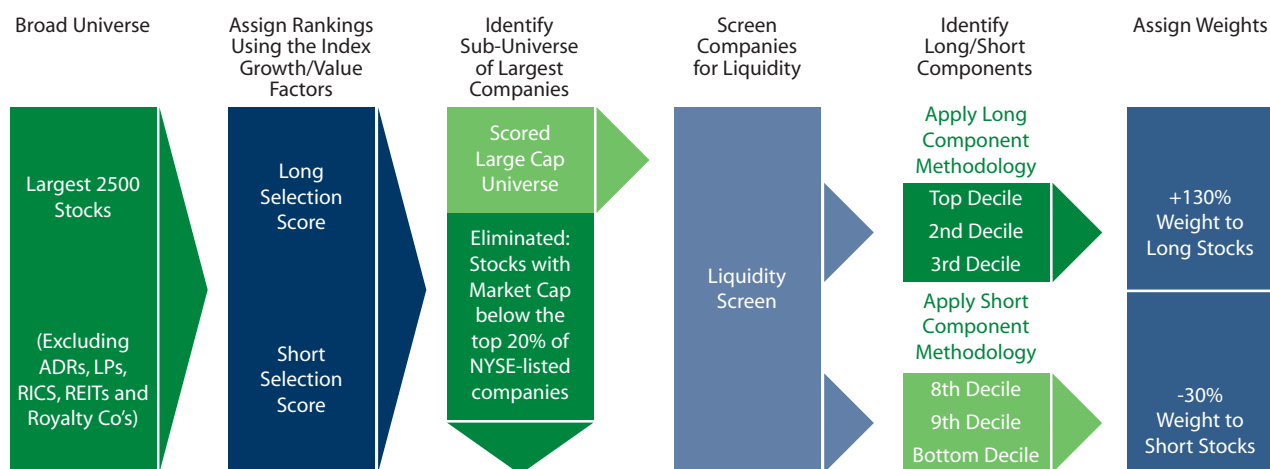 Broad Universe
Assign Rankings
Using the Index
Growth/Value
Factors
Identify
Sub-Universe
of Largest
Companies
Screen
Companies
for Liquidity
Identify
Long/Short
Components
Assign Weights
Largest 2500
Stocks
(Excluding
ADRs, LPs,
RICS, REITs and
Royalty Co's)
Long
Selection
Score
Short
Selection
Score
Scored
Large Cap
Universe
Eliminated:
Stocks with
Market Cap
below the
top 20% of
NYSE-listed
companies
Liquidity
Screen
Apply Long
Component
Methodology
Top Decile
2nd Decile
3rd Decile
Apply Short
Component
Methodology
8th Decile
9th Decile
Bottom Decile
+130%
Weight to
Long Stocks
-30%
Weight to
Short Stocks